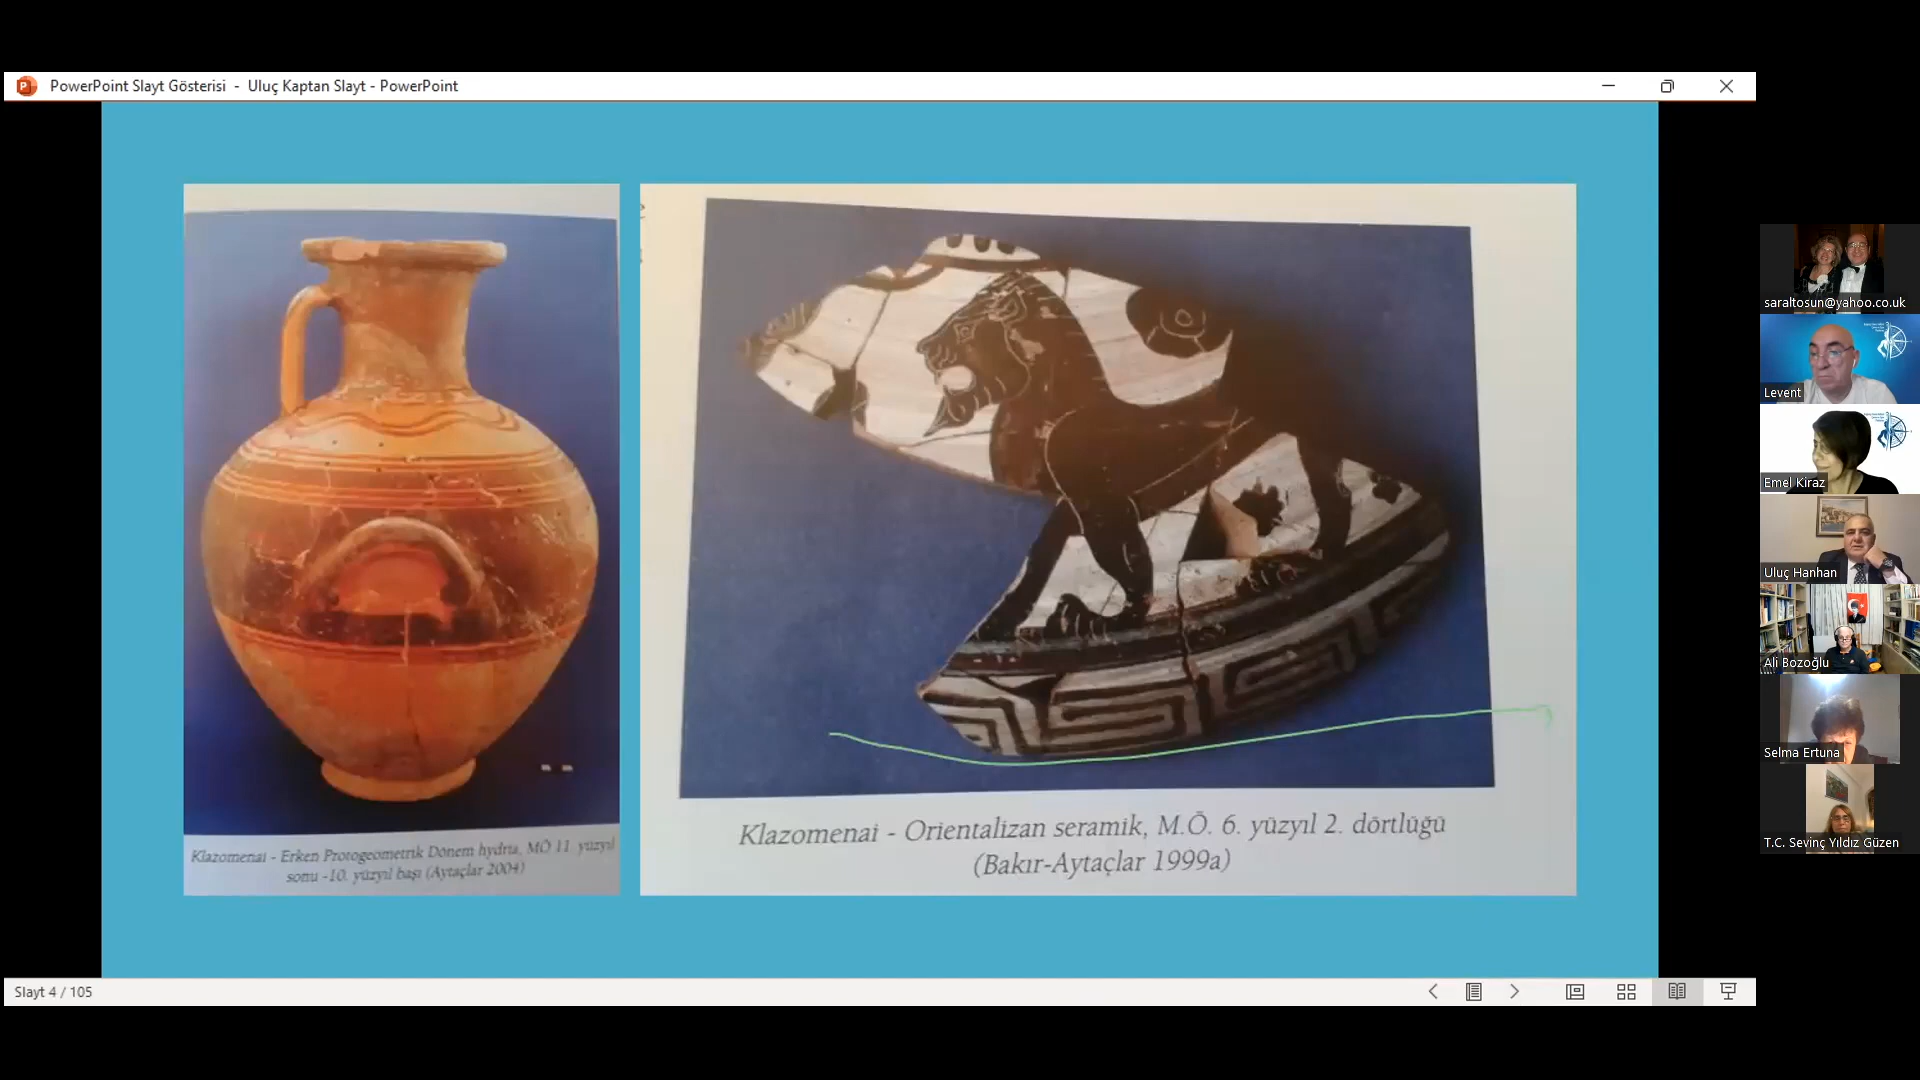 PowerPoint Slayt Gösterisi - Uluç Kaptan Slayt - PowerPoint
Klazomenai - Erken Protogeometrik Dönem hydria, MÖ 11. yüzyıl
sonu -10. yüzyıl başı (Aytaçlar 2004)
Klazomenai - Orientalizan seramik, M.Ö. 6. yüzyıl 2. dörtlüğü
(Bakır-Aytaçlar 1999a)
saraltosun@yahoo.co.uk
Levent
Emel Kiraz
Uluç Hanhan
Ali Bozoğlu
Selma Ertuna
T.C. Sevinç Yıldız Güzen
Slayt 4 / 105